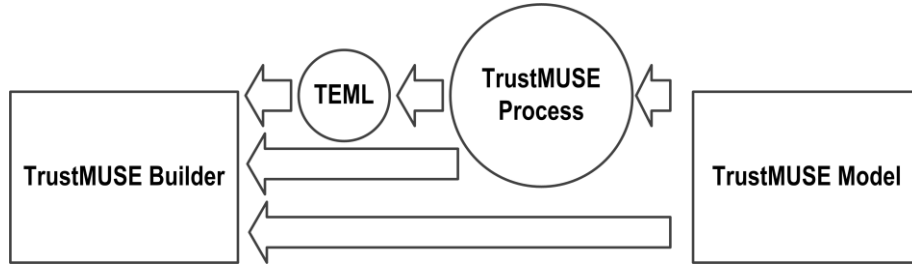 TEML
TrustMUSE
Process
TrustMUSE Builder
TrustMUSE Model